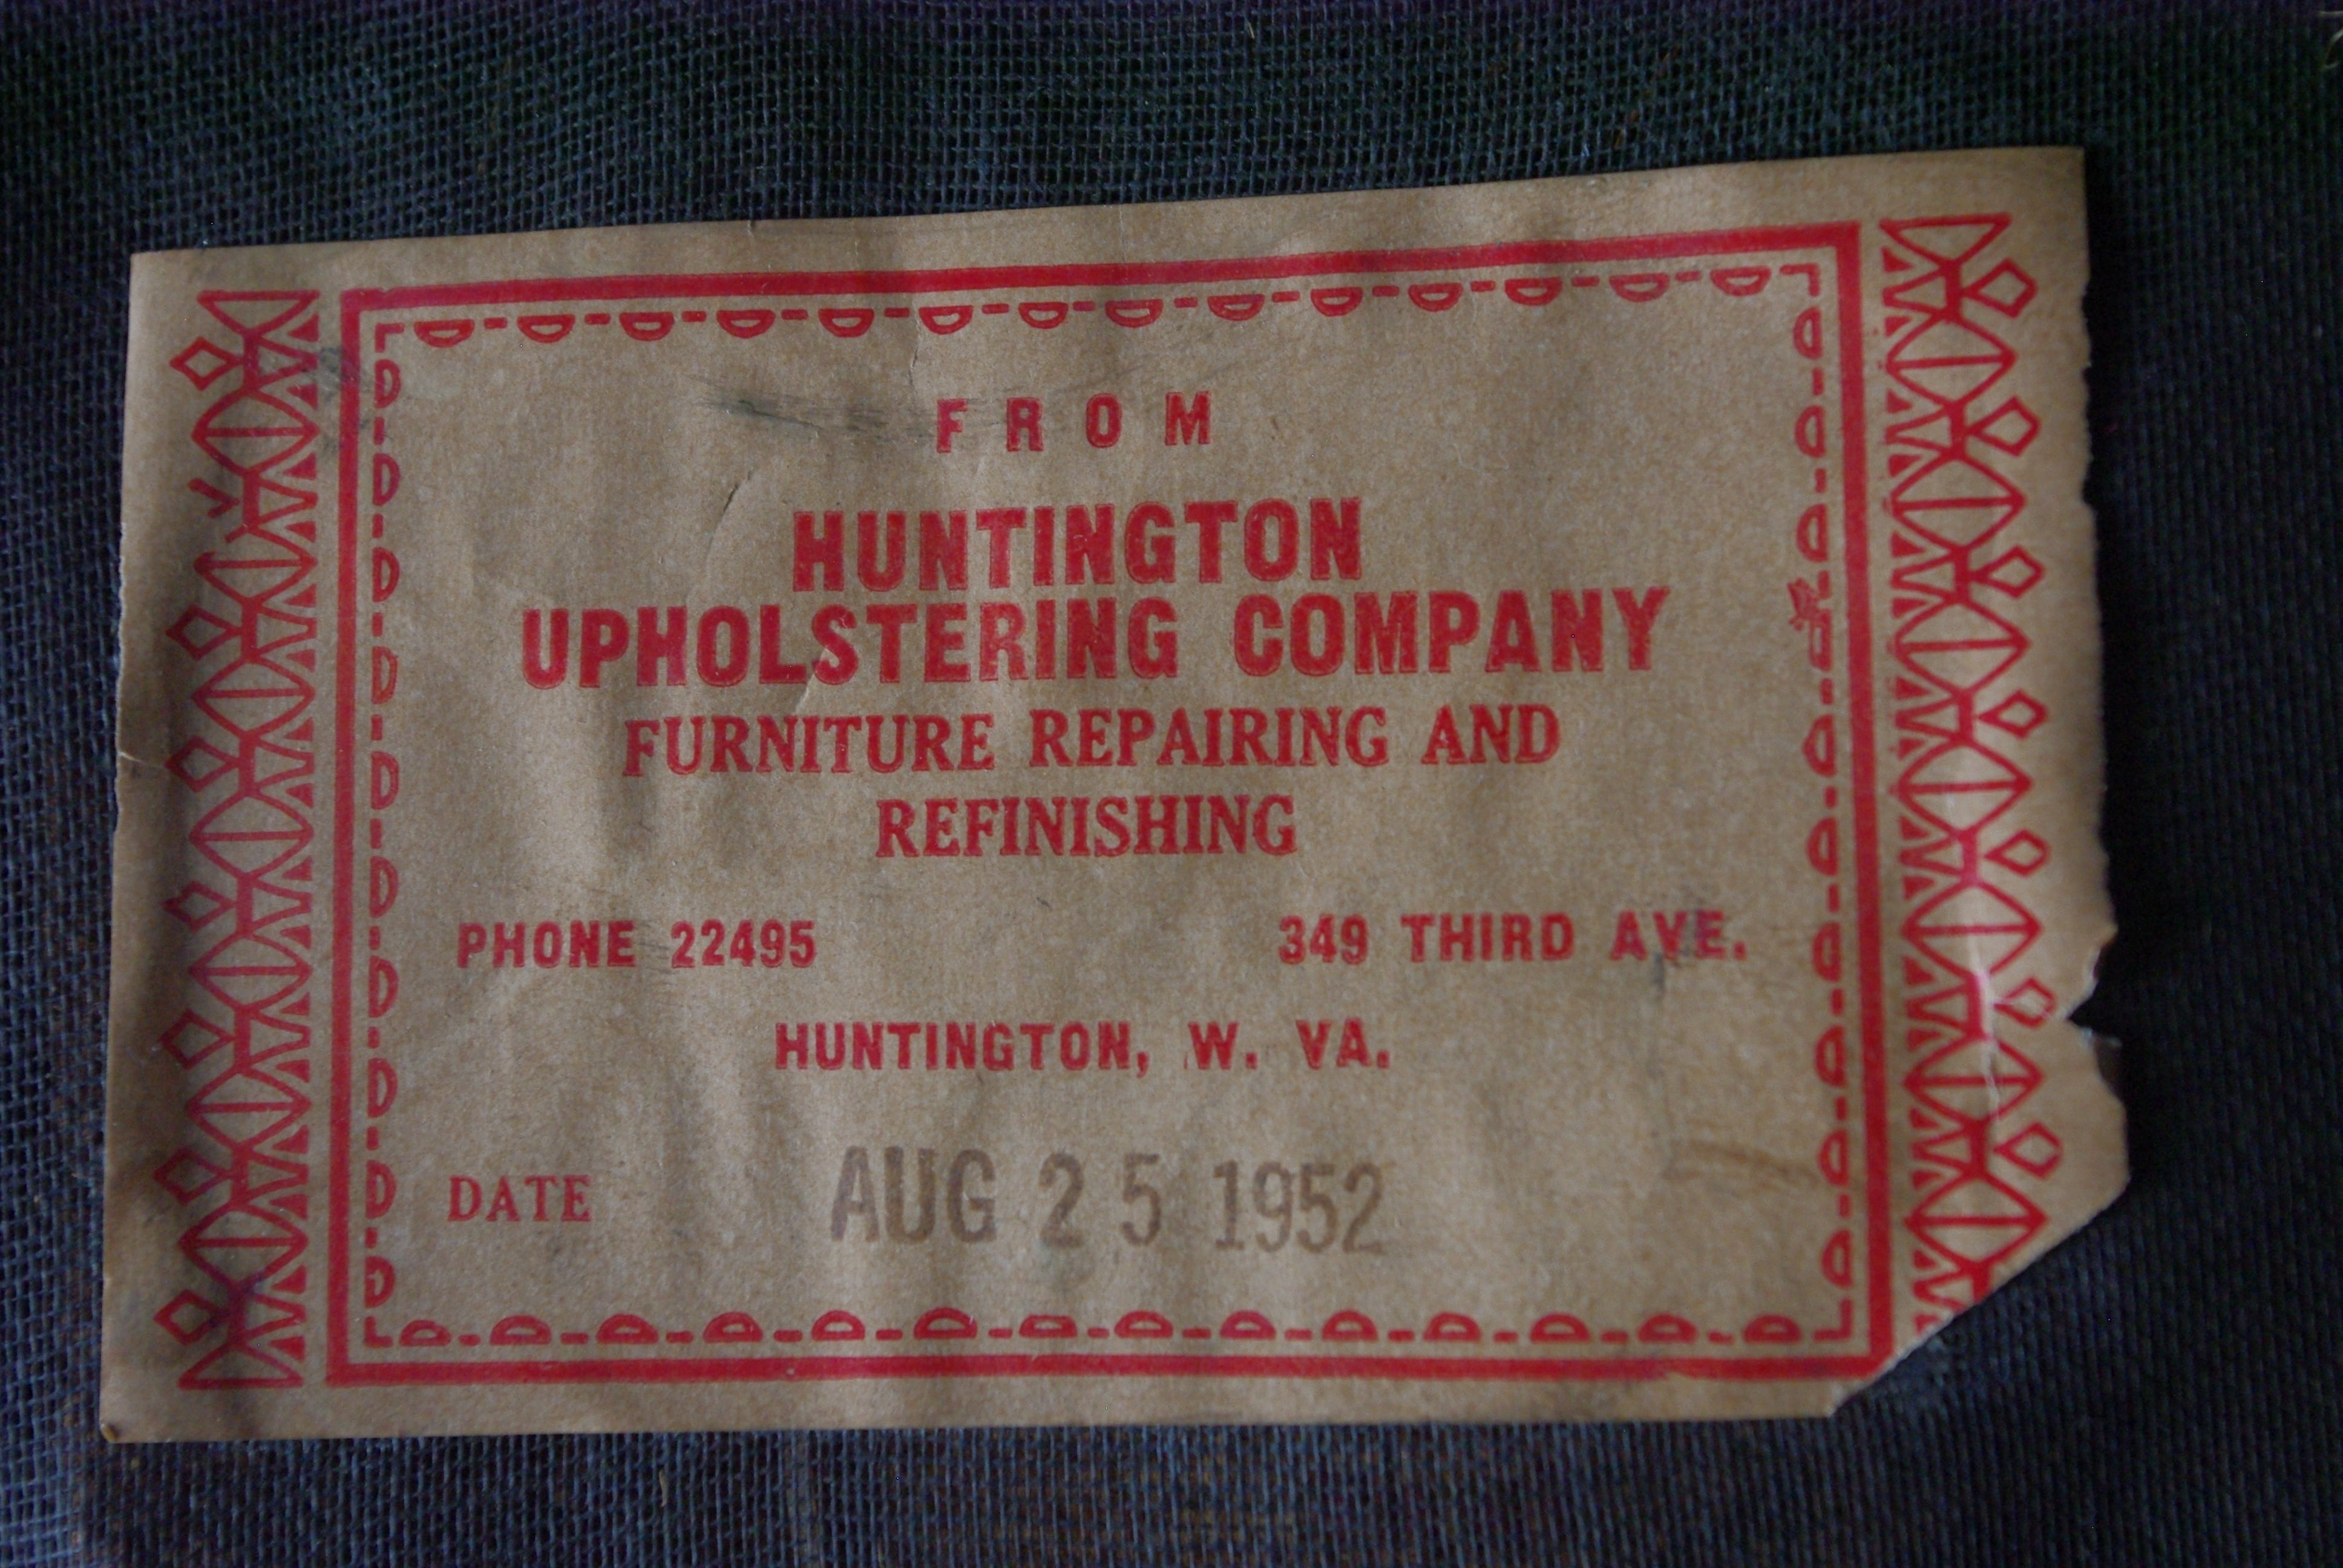 FROM
HUNTINGTON
UPHOLSTERING COMPANY
FURNITURE REPAIRING AND
REFINISHING
PHONE 22495 349 THIRD AVE.
HUNTINGTON, W. VA.
DATE AUG 25 1952